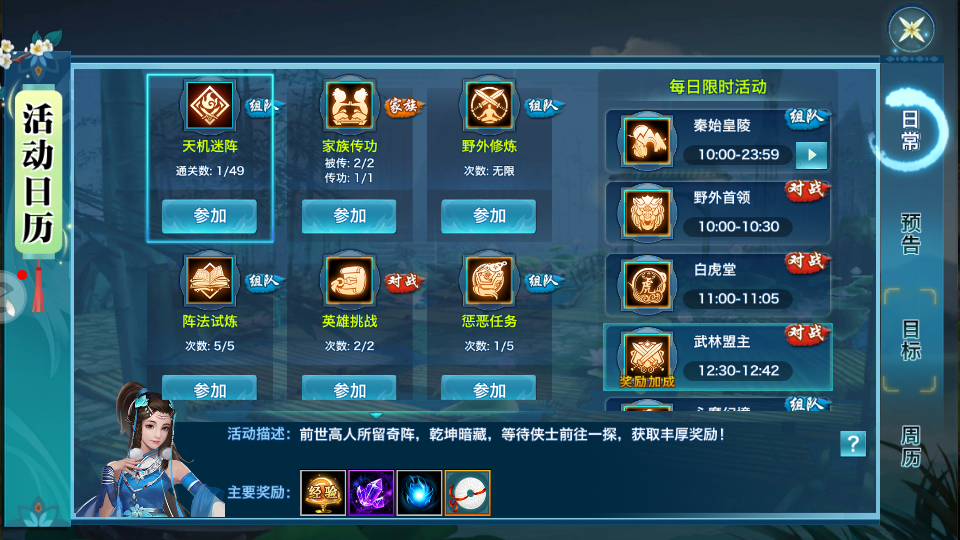 活动日历
组队
天机迷阵
通关数: 1/49
参加
家族
家族传功
被传: 2/2
传功: 1/1
参加
组队
野外修炼
次数: 无限
参加
组队
阵法试炼
次数: 5/5
参加
对战
英雄挑战
次数: 2/2
参加
组队
惩恶任务
次数: 1/5
参加
每日限时活动
组队
秦始皇陵
10:00-23:59
对战
野外首领
10:00-10:30
对战
虎
白虎堂
11:00-11:05
对战
武林盟主
奖励加成
12:30-12:42
组队
日常
预告
目标
周历
活动描述：前世高人所留奇阵，乾坤暗藏，等待侠士前往一探，获取丰厚奖励！
?
主要奖励：
经验